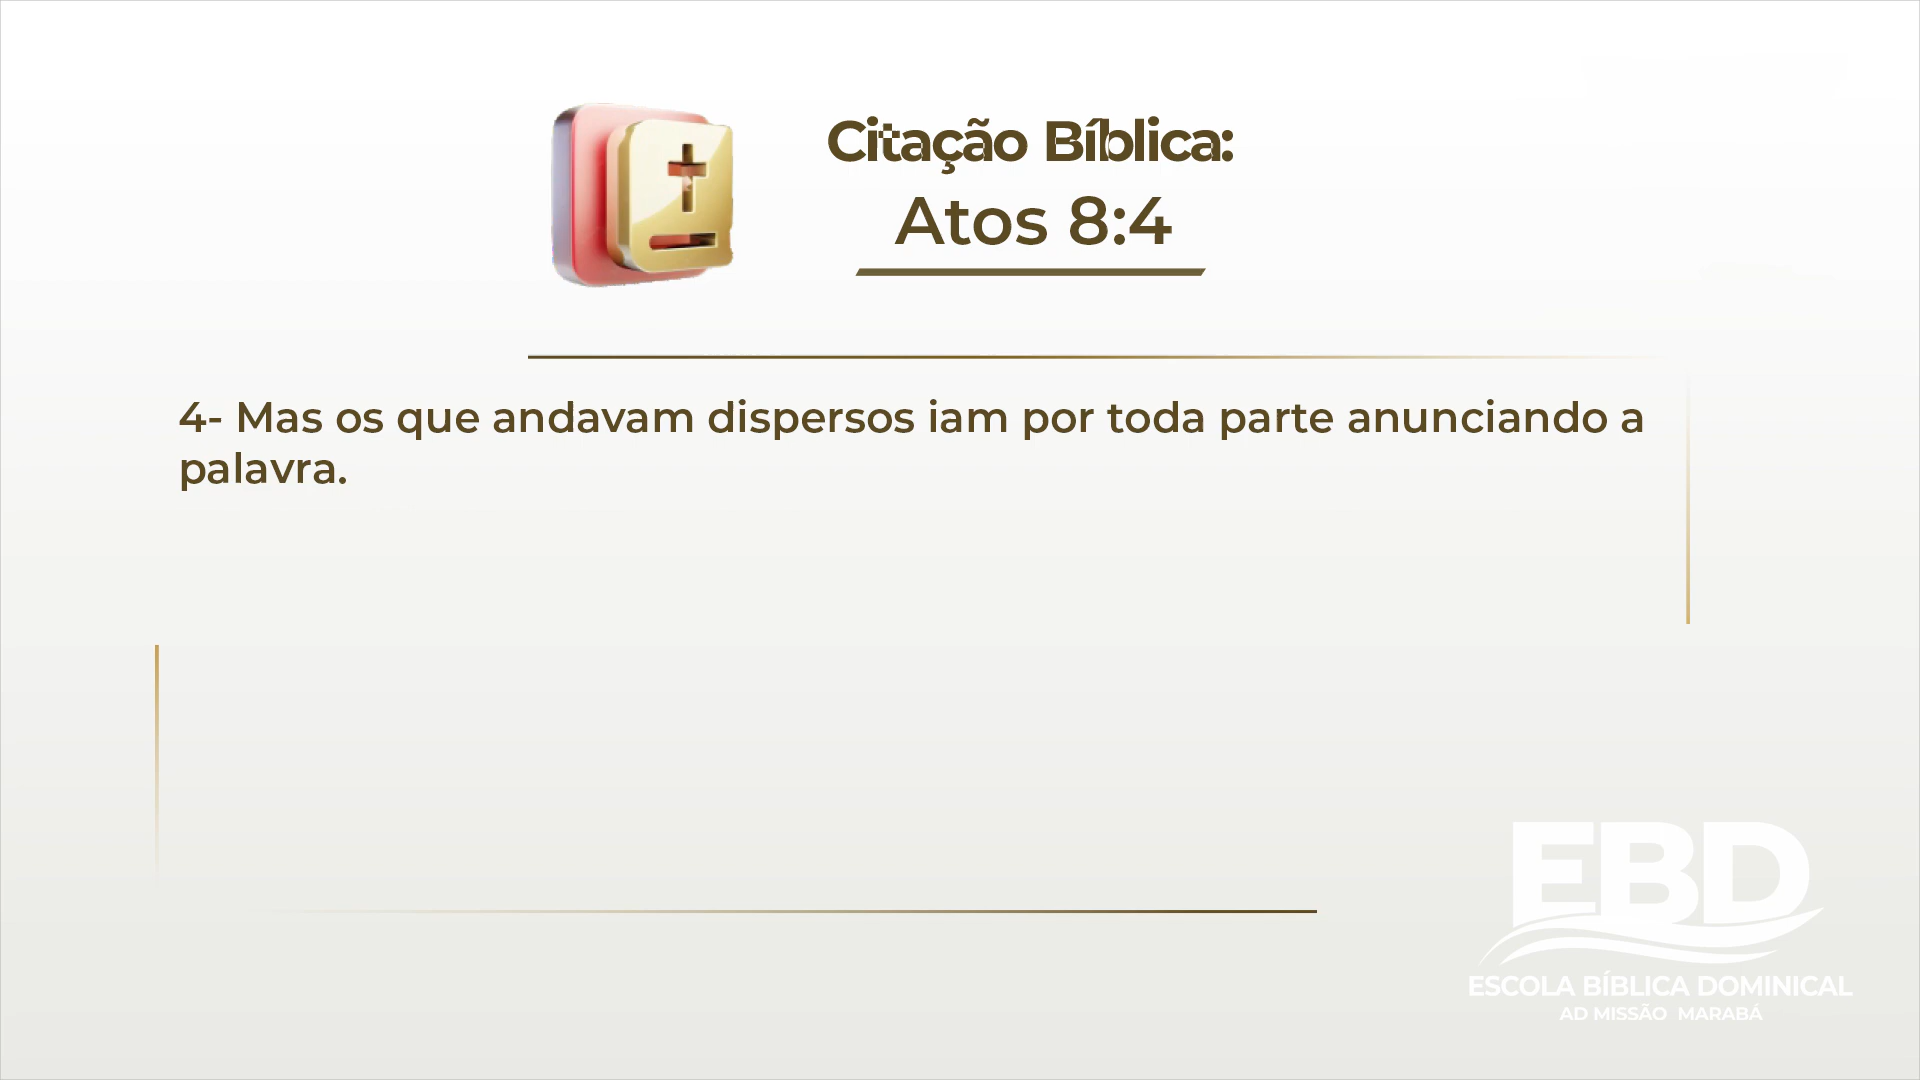 Citação Bíblica:
Atos 8:4
4- Mas os que andavam dispersos iam por toda parte anunciando a
palavra.
EBD
ESCOLA BÍBLICA DOMINICAL
AD MISSÃO MARABÁ